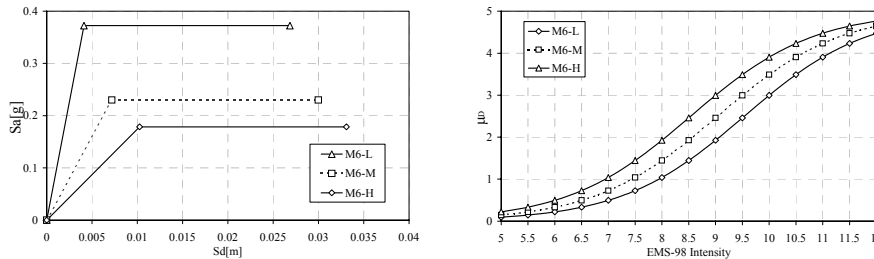 0.4
0.3
0.2
0.1
0
Sa[g]
M6-L
M6-M
M6-H
0 0.005 0.01 0.015 0.02 0.025 0.03 0.035 0.04
Sd[m]
5
4
3
2
1
0
μD
M6-L
M6-M
M6-H
5 5.5 6 6.5 7 7.5 8 8.5 9 9.5 10 10.5 11 11.5
EMS-98 Intensity